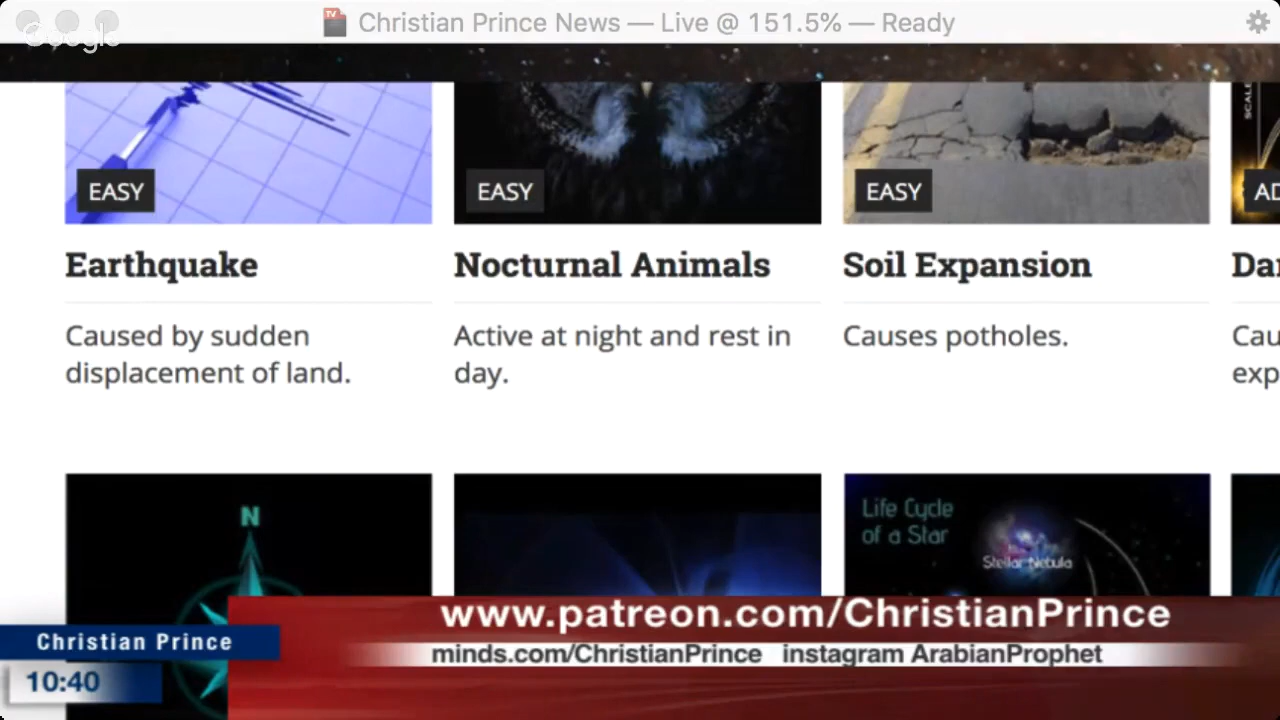 Christian Prince News — Live @ 151.5% — Ready
Google
SCALE
EASY
EASY
EASY
Earthquake
Nocturnal Animals
Soil Expansion
Caused by sudden
displacement of land.
Active at night and rest in
day.
Causes potholes.
N
Life Cycle
of a Star
Stellar Nebula
www.patreon.com/ChristianPrince
minds.com/ChristianPrince instagram ArabianProphet
Christian Prince
10:40